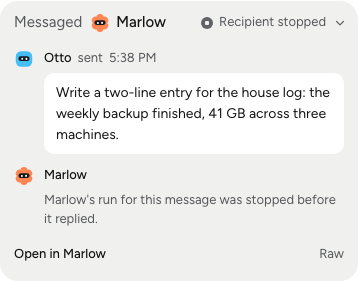 Messaged Marlow Recipient stopped
Otto sent 5:38 PM
Write a two-line entry for the house log: the
weekly backup finished, 41 GB across three
machines.
Marlow
Marlow's run for this message was stopped before
it replied.
Open in Marlow Raw